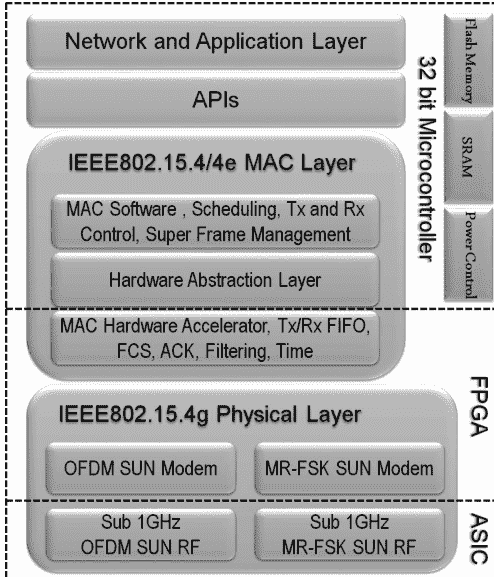 Network and Application Layer
APIs
IEEE802.15.4/4e MAC Layer
MAC Software , Scheduling, Tx and Rx
Control, Super Frame Management
Hardware Abstraction Layer
MAC Hardware Accelerator, Tx/Rx FIFO,
FCS, ACK, Filtering, Time
32 bit Microcontroller
Flash Memory
SRAM
Power Control
IEEE802.15.4g Physical Layer
OFDM SUN Modem
MR-FSK SUN Modem
FPGA
Sub 1GHz
OFDM SUN RF
Sub 1GHz
MR-FSK SUN RF
ASIC